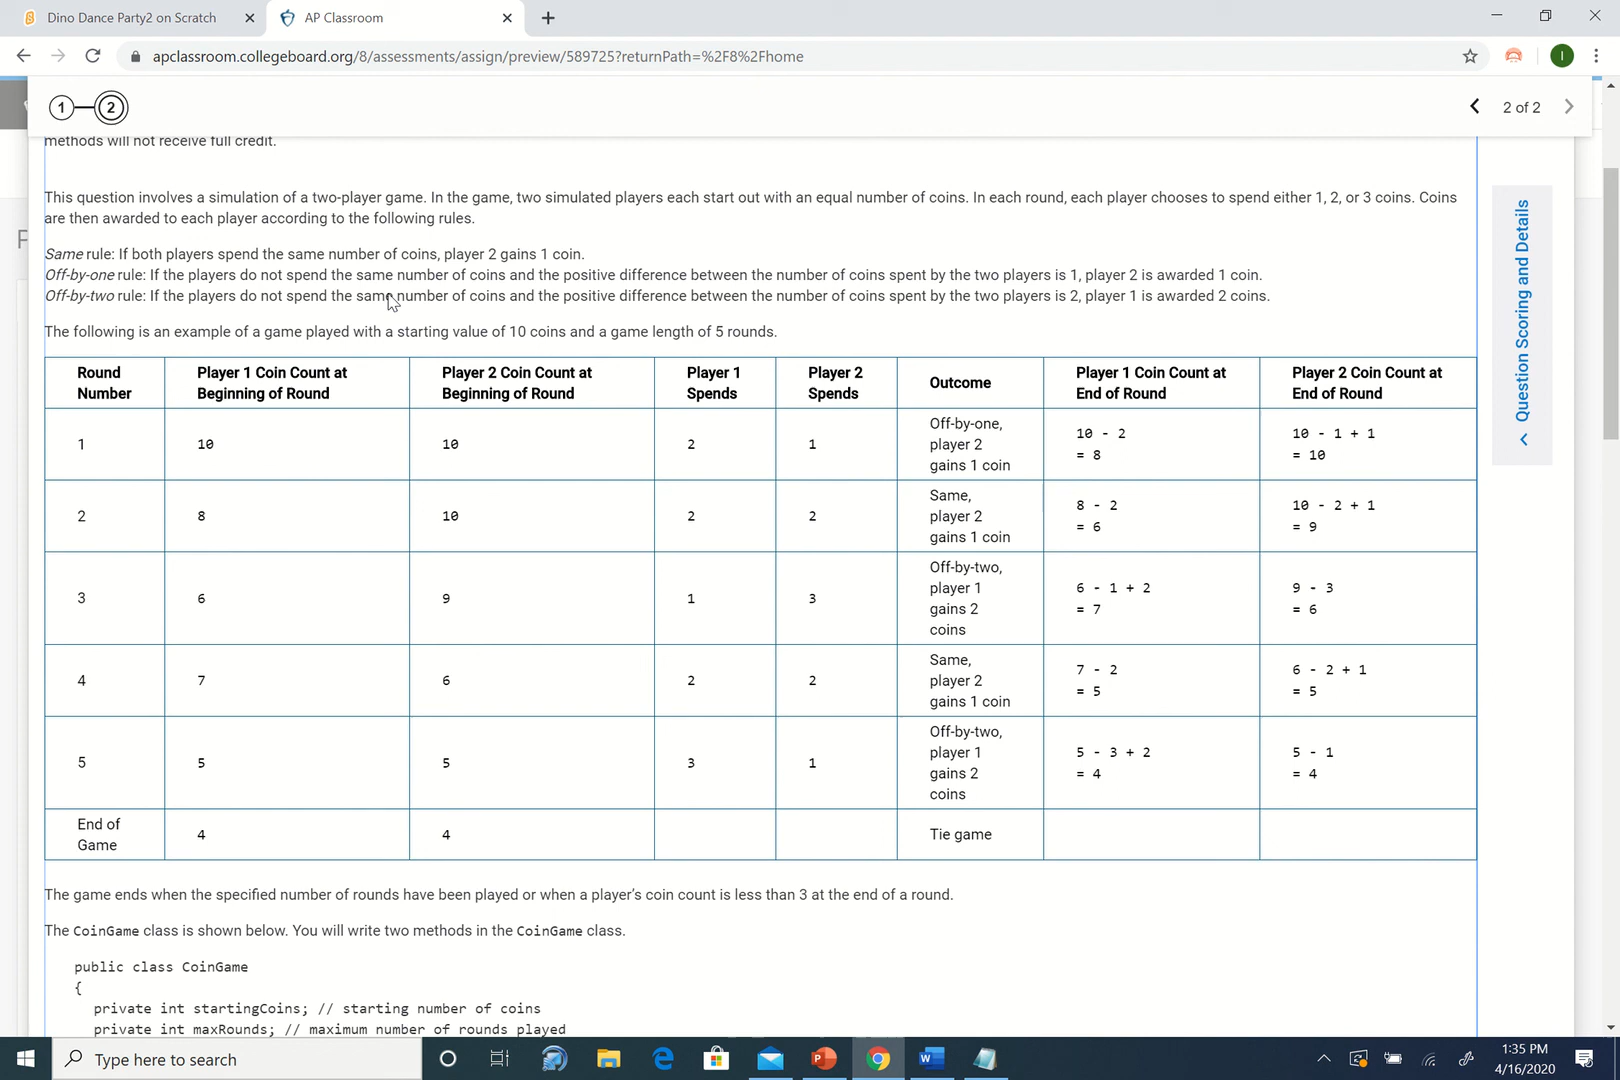 Dino Dance Party2 on Scratch
AP Classroom
apclassroom.collegeboard.org/8/assessments/assign/preview/589725?returnPath=%2F8%2Fhome
I
1
2
2 of 2
methods will not receive full credit.
This question involves a simulation of a two-player game. In the game, two simulated players each start out with an equal number of coins. In each round, each player chooses to spend either 1, 2, or 3 coins. Coins
are then awarded to each player according to the following rules.
Same rule: If both players spend the same number of coins, player 2 gains 1 coin.
Off-by-one rule: If the players do not spend the same number of coins and the positive difference between the number of coins spent by the two players is 1, player 2 is awarded 1 coin.
Off-by-two rule: If the players do not spend the same number of coins and the positive difference between the number of coins spent by the two players is 2, player 1 is awarded 2 coins.
The following is an example of a game played with a starting value of 10 coins and a game length of 5 rounds.
Round Number
Player 1 Coin Count at Beginning of Round
Player 2 Coin Count at Beginning of Round
Player 1 Spends
Player 2 Spends
Outcome
Player 1 Coin Count at End of Round
Player 2 Coin Count at End of Round
1
10
10
2
1
Off-by-one,
player 2
gains 1 coin
10 - 2
= 8
10 - 1 + 1
= 10
2
8
10
2
2
Same,
player 2
gains 1 coin
8 - 2
= 6
10 - 2 + 1
= 9
3
6
9
1
3
Off-by-two,
player 1
gains 2
coins
6 - 1 + 2
= 7
9 - 3
= 6
4
7
6
2
2
Same,
player 2
gains 1 coin
7 - 2
= 5
6 - 2 + 1
= 5
5
5
5
3
1
Off-by-two,
player 1
gains 2
coins
5 - 3 + 2
= 4
5 - 1
= 4
End of
Game
4
4
Tie game
The game ends when the specified number of rounds have been played or when a player's coin count is less than 3 at the end of a round.
The CoinGame class is shown below. You will write two methods in the CoinGame class.
public class CoinGame
{
private int startingCoins; // starting number of coins
private int maxRounds; // maximum number of rounds played
Question Scoring and Details
Type here to search
1:35 PM
4/16/2020